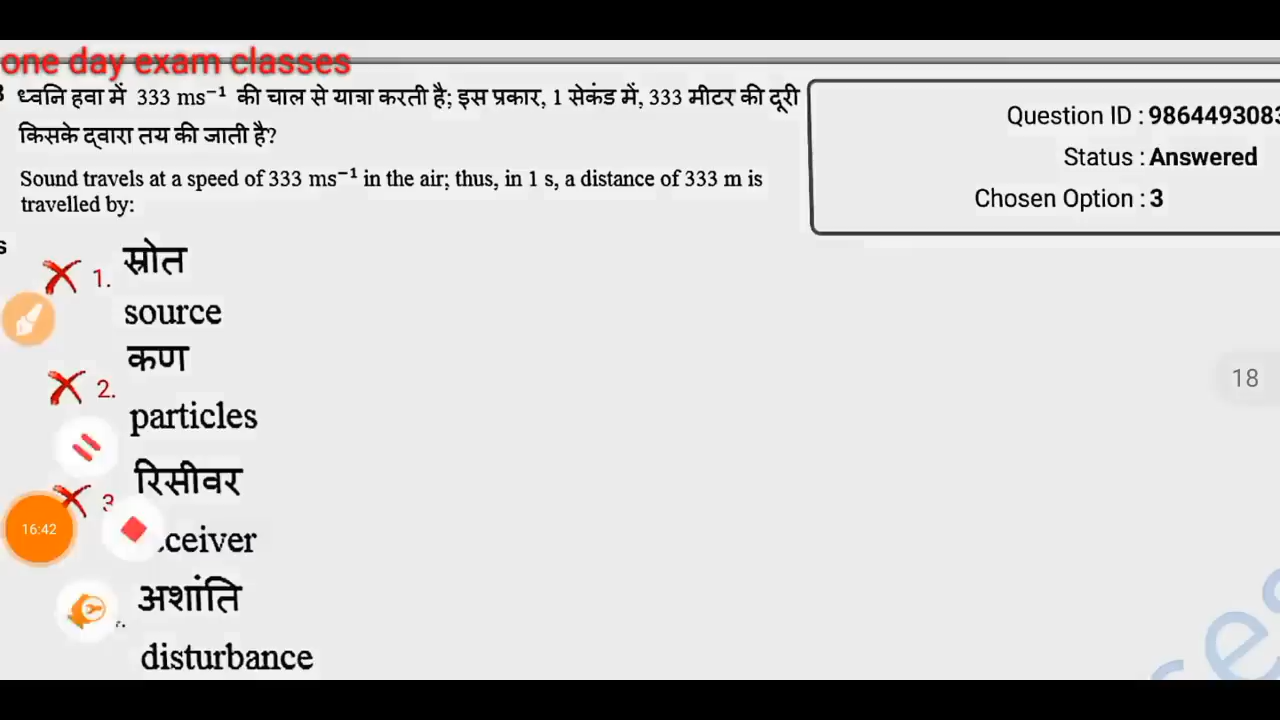 one day exam classes
ध्वनि हवा में 333 ms⁻¹ की चाल से यात्रा करती है; इस प्रकार, 1 सेकंड में, 333 मीटर की दूरी
किसके द्वारा तय की जाती है?
Sound travels at a speed of 333 ms⁻¹ in the air; thus, in 1 s, a distance of 333 m is
travelled by:
Question ID : 9864493083
Status : Answered
Chosen Option : 3
1. स्रोत
source
2. कण
particles
3 रिसीवर
ceiver
अशांति
disturbance
18
16:42